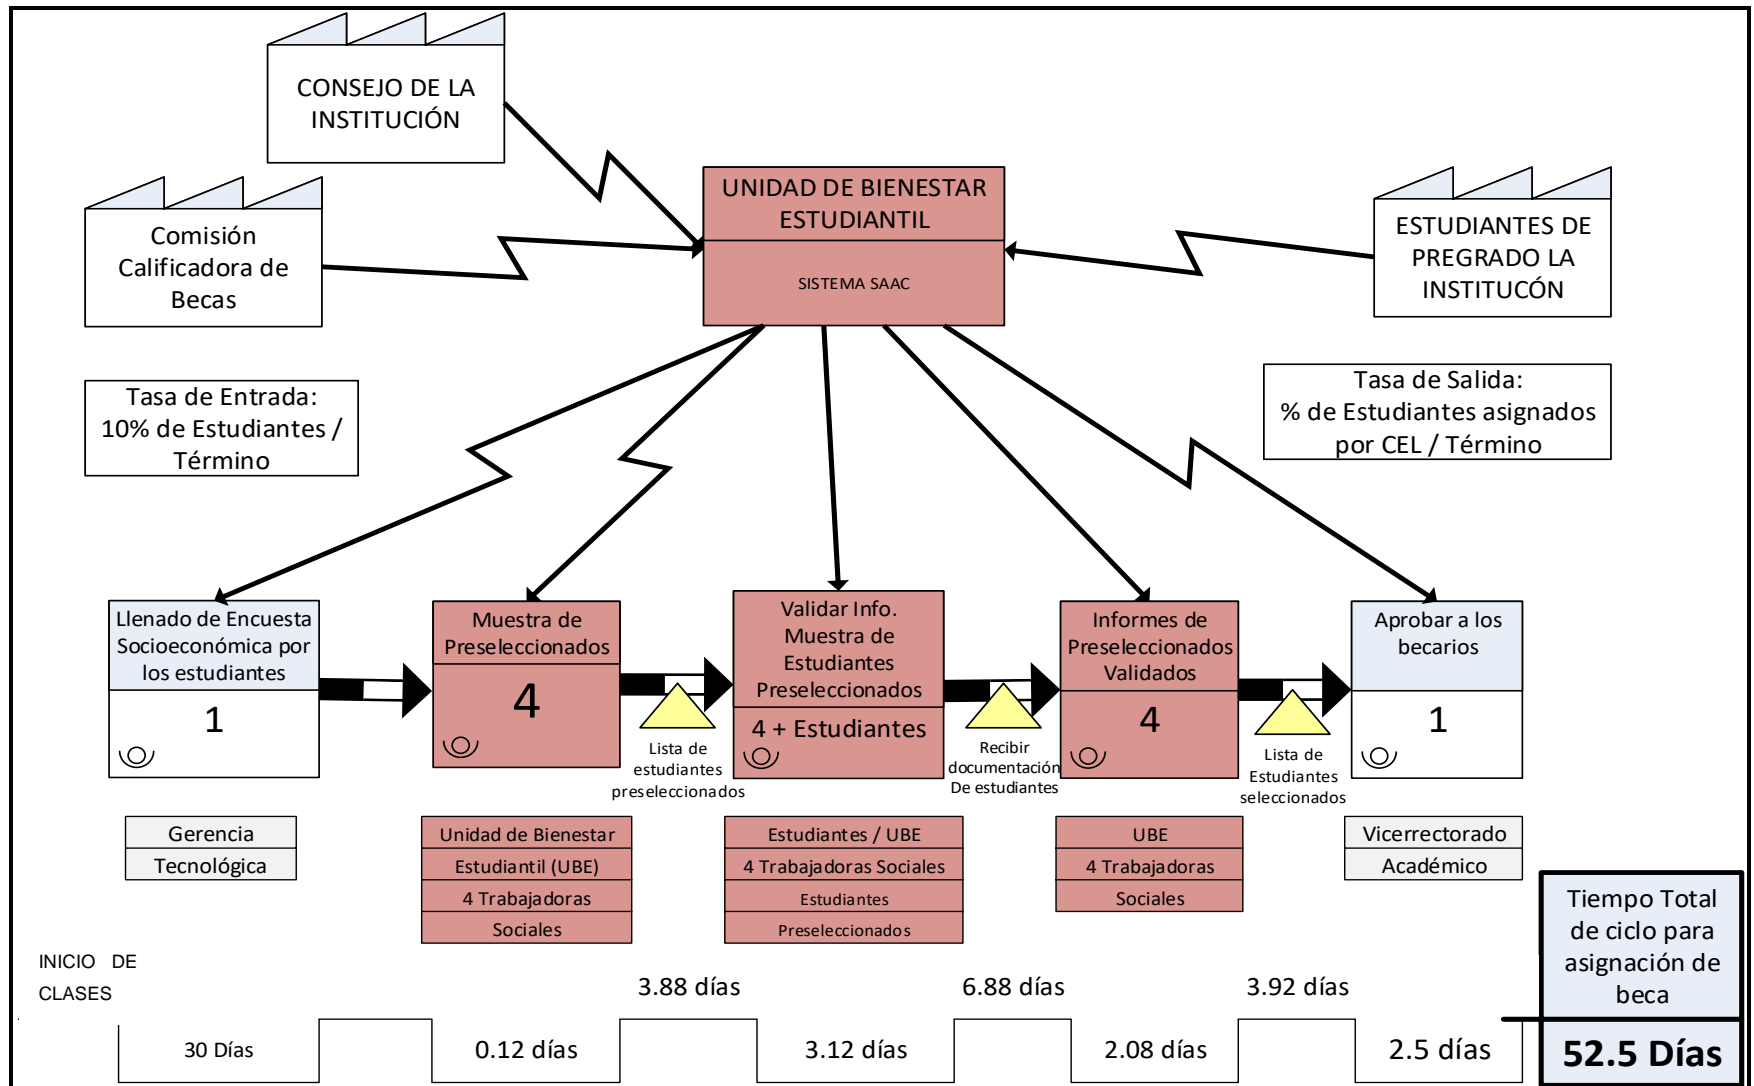 CONSEJO DE LA
INSTITUCIÓN
Comisión
Calificadora de
Becas
UNIDAD DE BIENESTAR
ESTUDIANTIL
SISTEMA SAAC
ESTUDIANTES DE
PREGRADO LA
INSTITUCÓN
Tasa de Entrada:
10% de Estudiantes /
Término
Tasa de Salida:
% de Estudiantes asignados
por CEL / Término
Llenado de Encuesta
Socioeconómica por
los estudiantes
1
Muestra de
Preseleccionados
4
Validar Info.
Muestra de
Estudiantes
Preseleccionados
4 + Estudiantes
Informes de
Preseleccionados
Validados
4
Aprobar a los
becarios
1
Lista de
estudiantes
preseleccionados
Recibir
documentación
De estudiantes
Lista de
Estudiantes
seleccionados
Gerencia
Tecnológica
Unidad de Bienestar
Estudiantil (UBE)
4 Trabajadoras
Sociales
Estudiantes / UBE
4 Trabajadoras Sociales
Estudiantes
Preseleccionados
UBE
4 Trabajadoras
Sociales
Vicerrectorado
Académico
INICIO DE
CLASES
3.88 días
6.88 días
3.92 días
30 Días
0.12 días
3.12 días
2.08 días
2.5 días
Tiempo Total
de ciclo para
asignación de
beca
52.5 Días